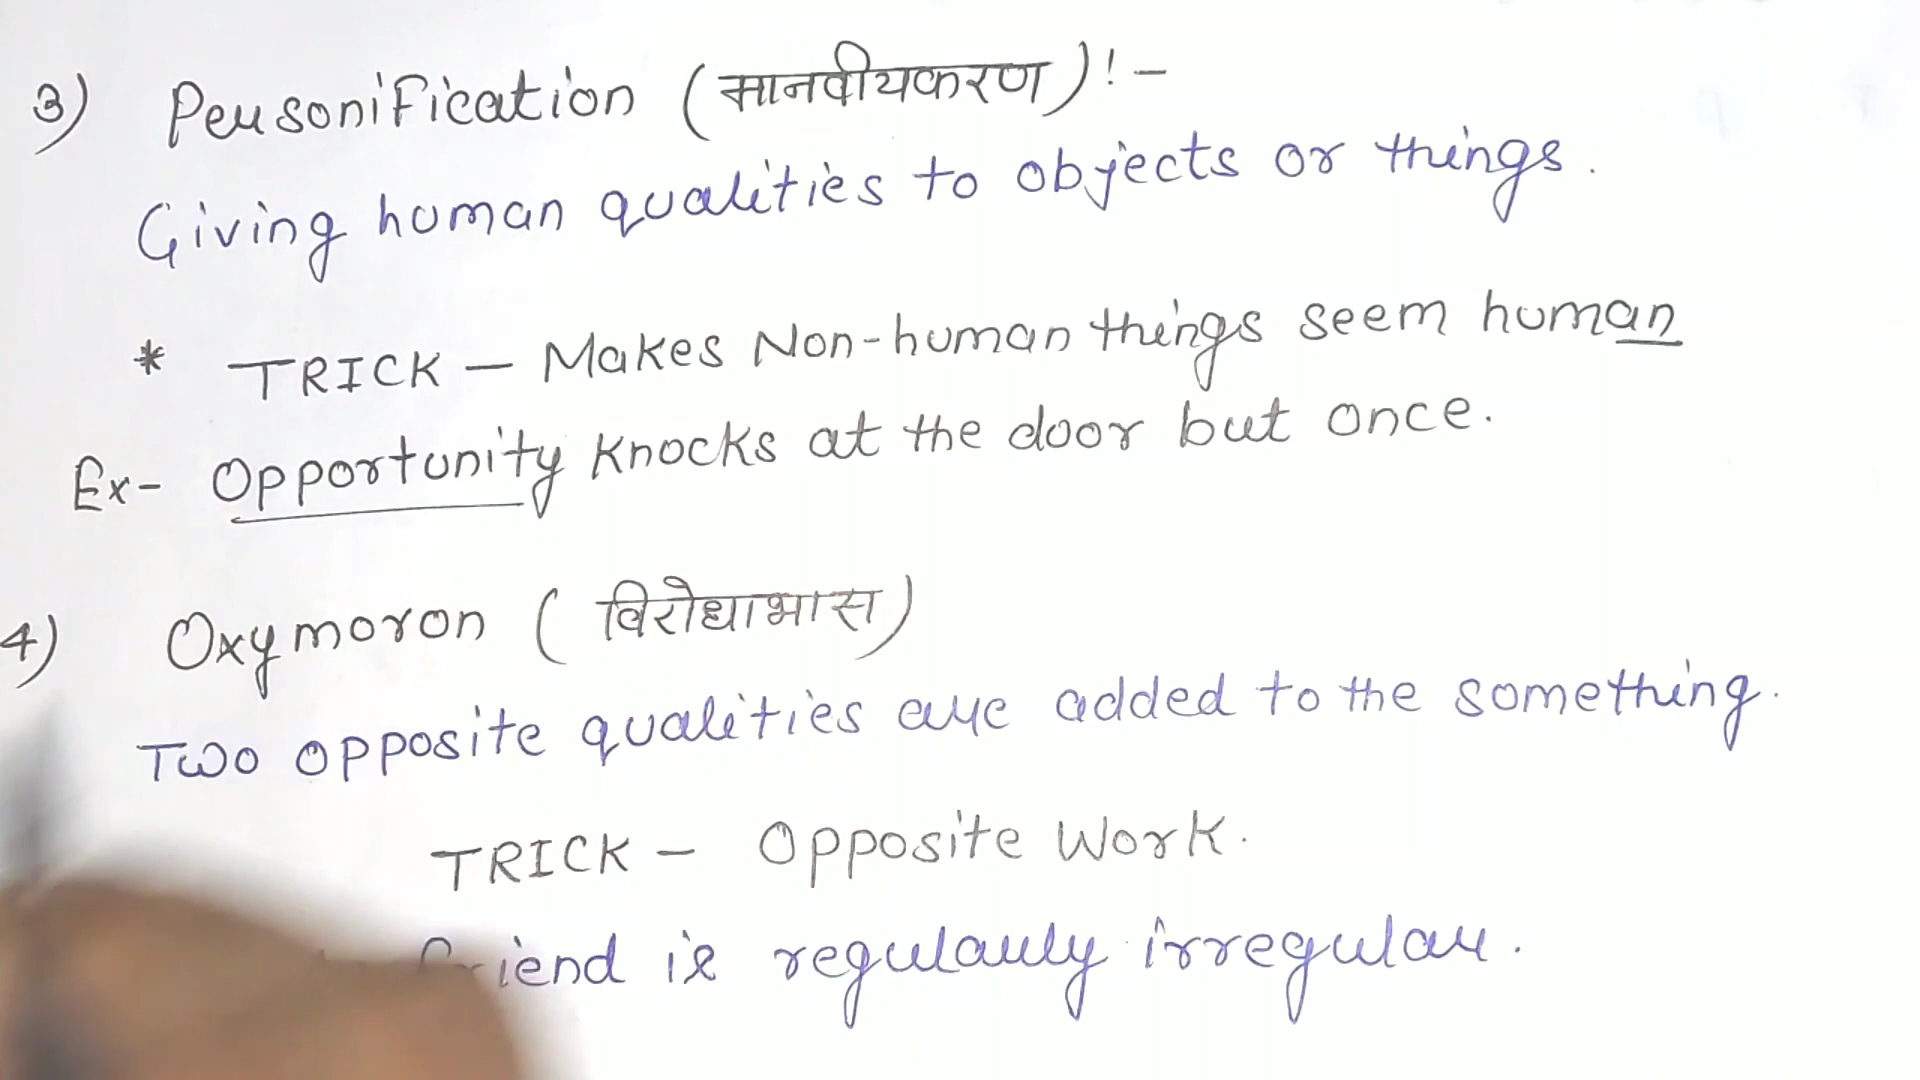 3) Personification (मानवीयकरण) :-
Giving human qualities to objects or things.
* TRICK - Makes Non-human things seem human
Ex- Opportunity knocks at the door but once.
4) Oxymoron (विरोधाभास)
Two opposite qualities are added to the something.
TRICK - Opposite Work.
is regularly irregular.